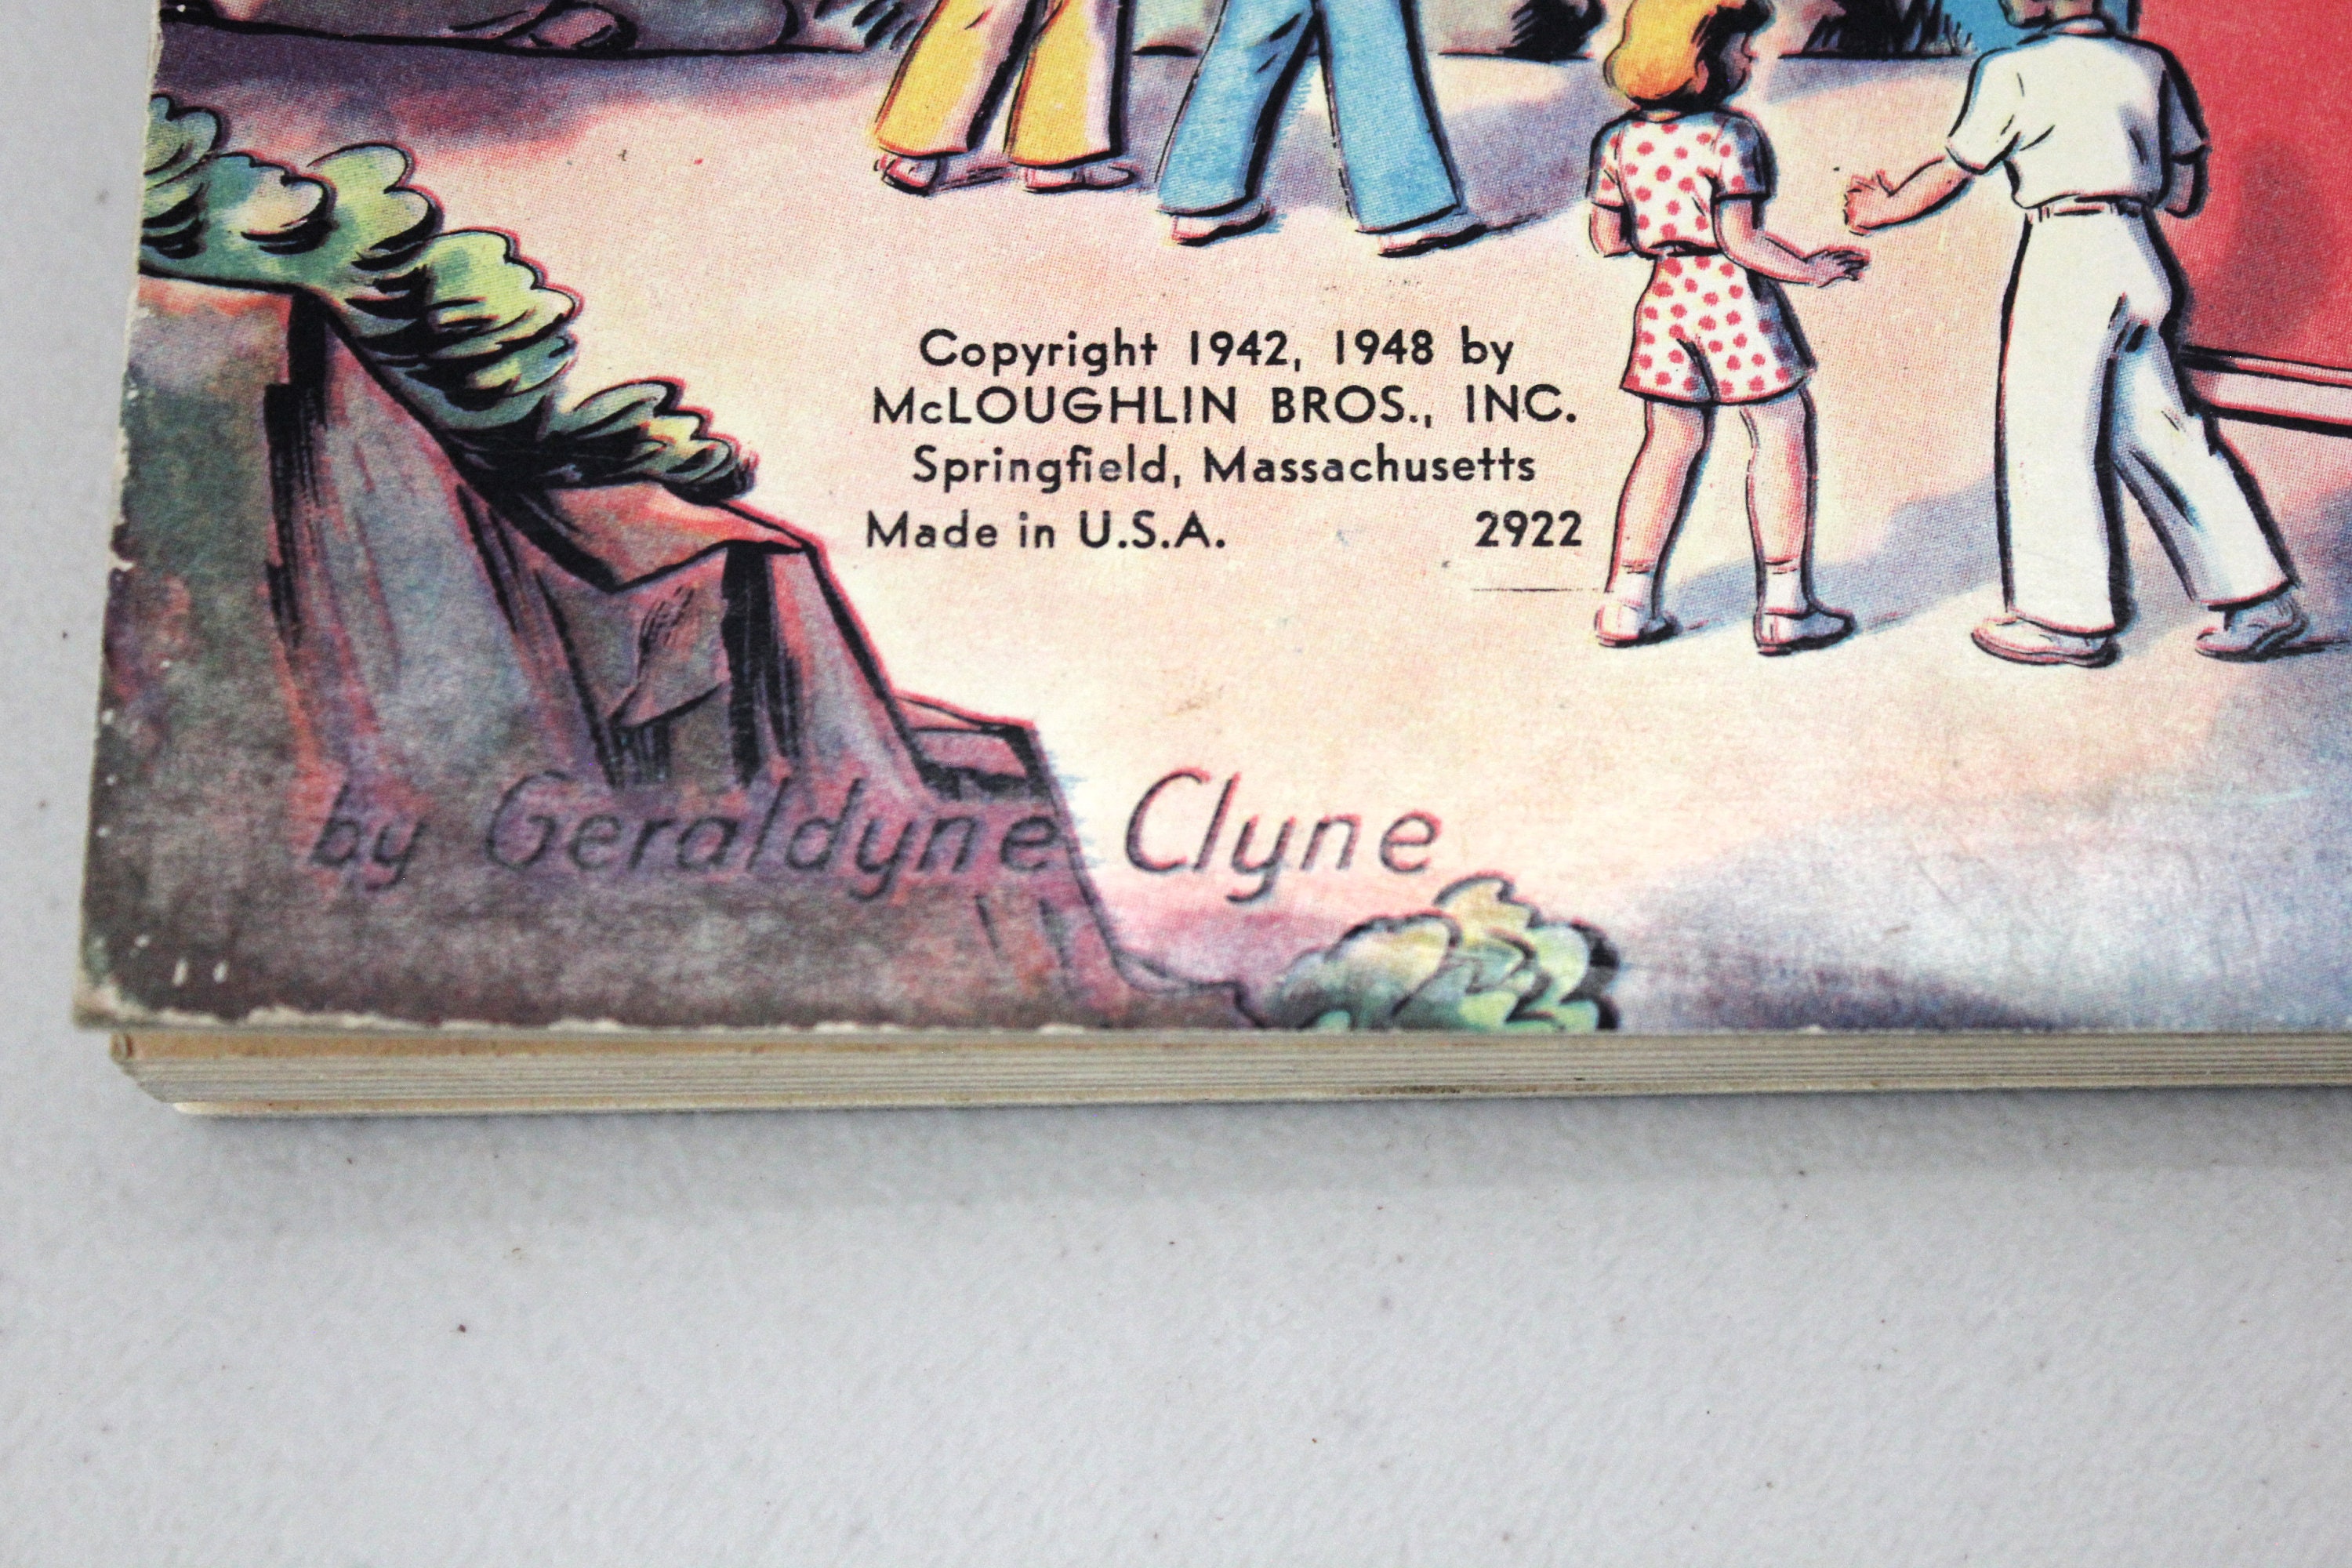 Copyright 1942, 1948 by
McLOUGHLIN BROS., INC.
Springfield, Massachusetts
Made in U.S.A. 2922
by Geraldyne Clyne